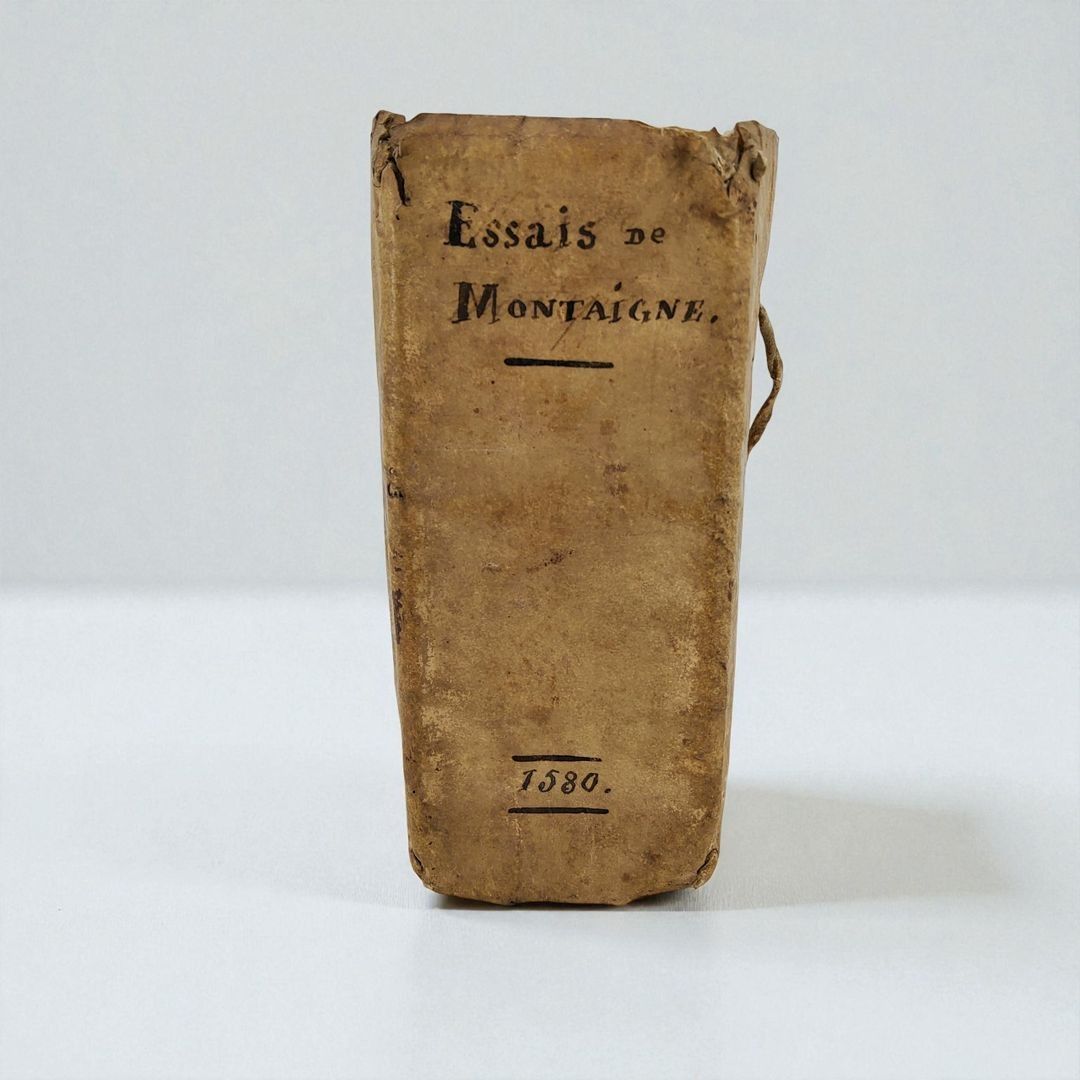 Essais de
Montaigne.
1580.